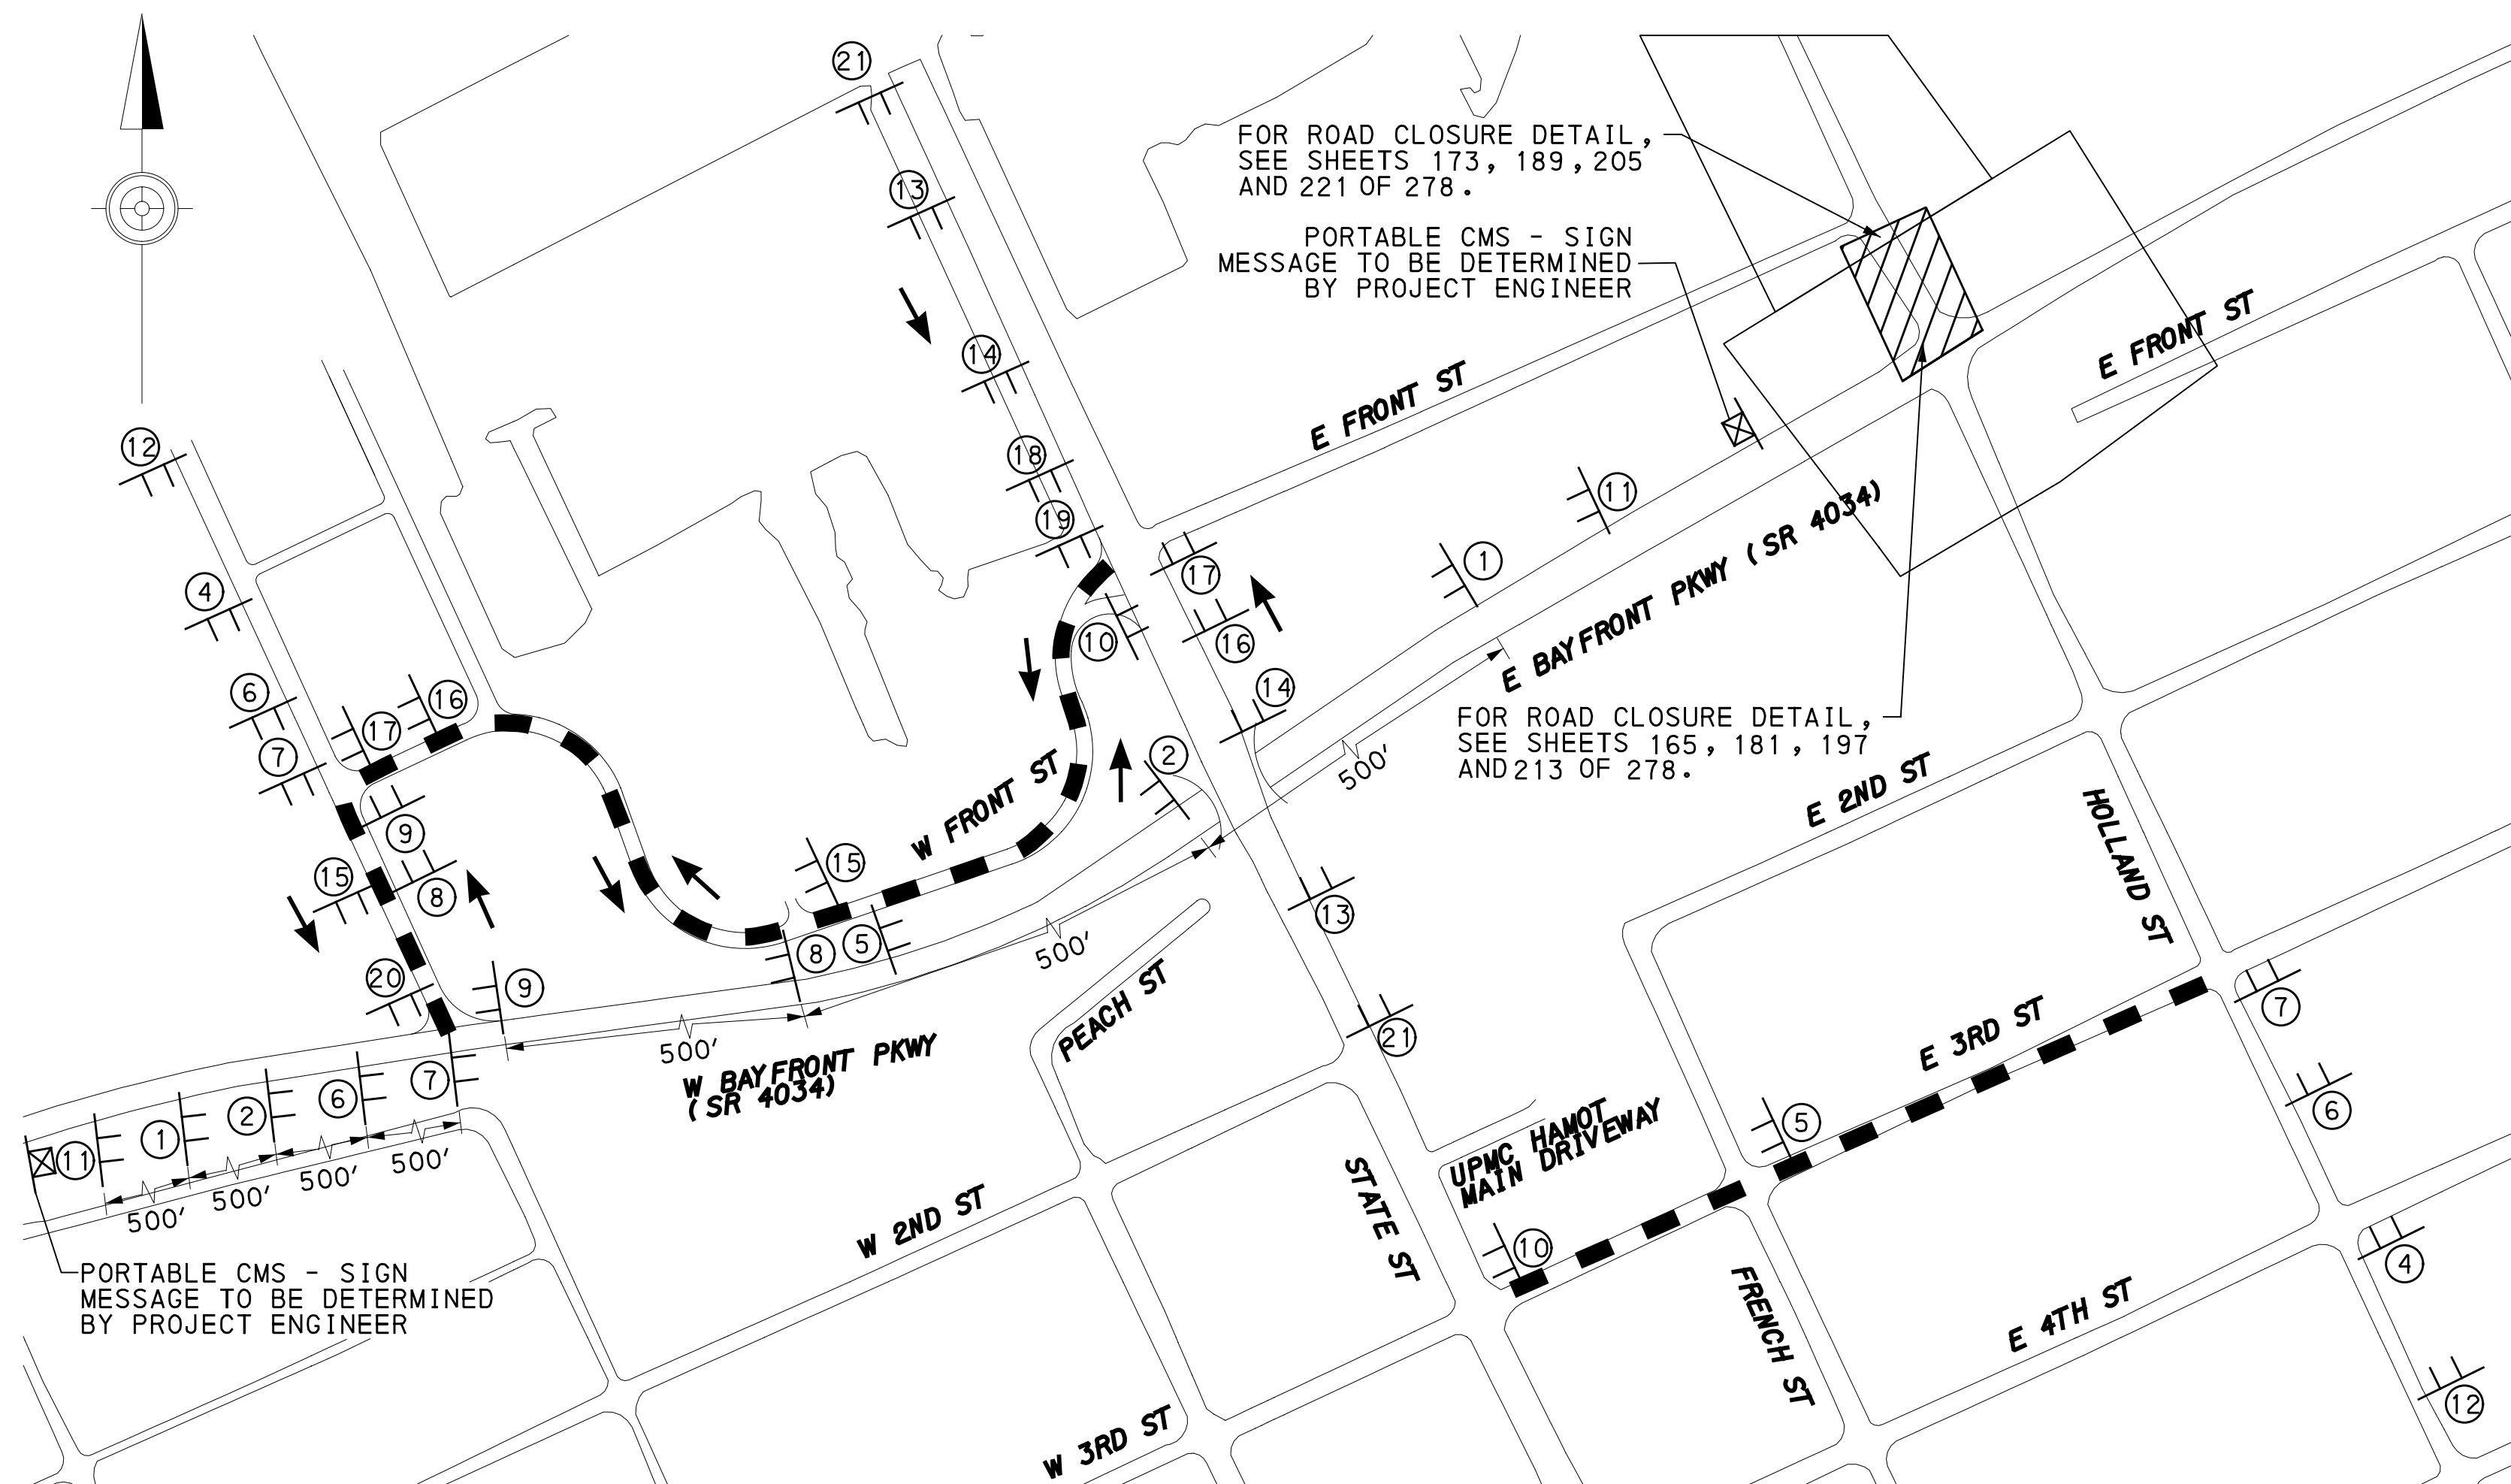 21
FOR ROAD CLOSURE DETAIL,
SEE SHEETS 173, 189, 205
AND 221 OF 278.
13
PORTABLE CMS - SIGN
MESSAGE TO BE DETERMINED
BY PROJECT ENGINEER
E FRONT ST
14
E FRONT ST
12
18
11
19
E BAYFRONT PKWY (SR 4034)
1
17
4
10
16
6
16
14
17
7
2
500'
FOR ROAD CLOSURE DETAIL,
SEE SHEETS 165, 181, 197
AND 213 OF 278.
W FRONT ST
E 2ND ST
HOLLAND ST
9
15
15
8
13
8
5
500'
20
9
PEACH ST
7
21
E 3RD ST
500'
W BAYFRONT PKWY
(SR 4034)
7
6
2
1
11
6
5
UPMC HAMOT
MAIN DRIVEWAY
500'
500'
500'
500'
STATE ST
W 2ND ST
10
4
PORTABLE CMS - SIGN
MESSAGE TO BE DETERMINED
BY PROJECT ENGINEER
FRENCH ST
E 4TH ST
12
W 3RD ST